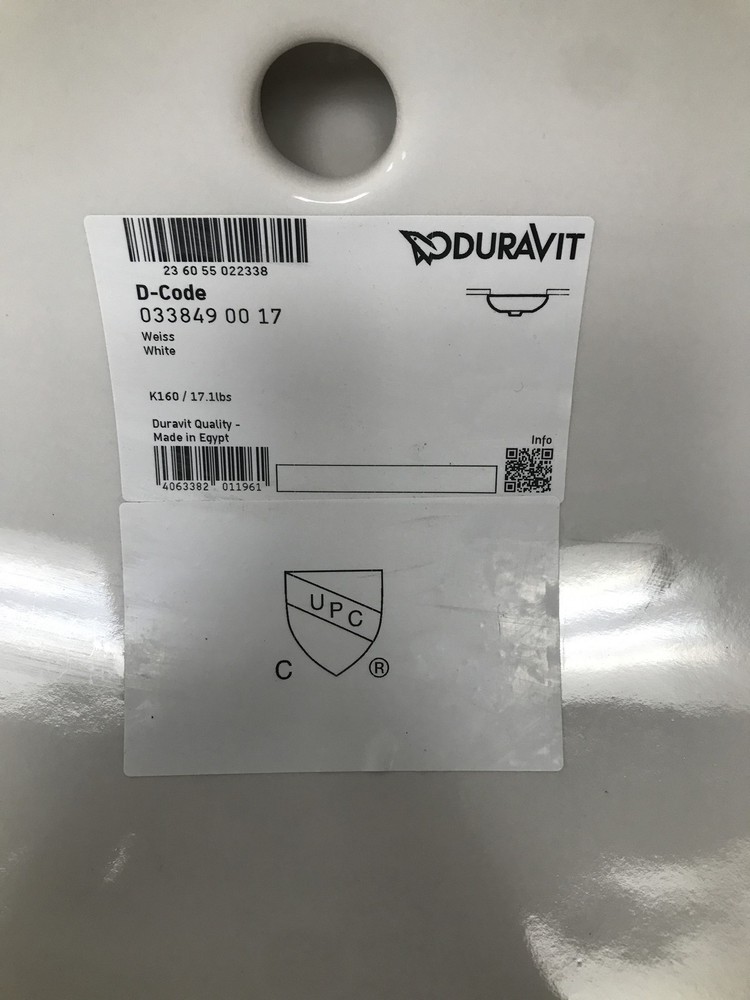 DURAVIT
23 60 55 022338
D-Code
033849 00 17
Weiss
White
K160 / 17.1lbs
Duravit Quality -
Made in Egypt
Info
4063382 011961
UPC
C ®